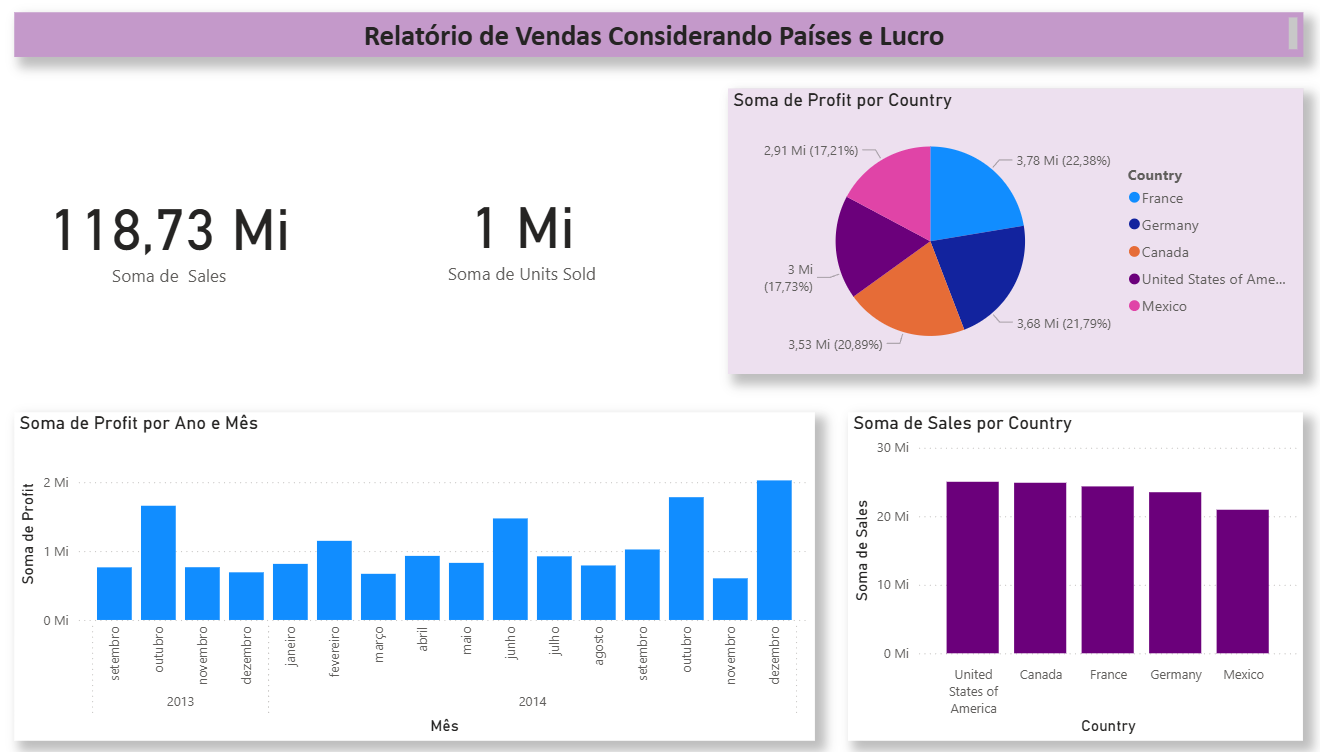 Relatório de Vendas Considerando Países e Lucro
118,73 Mi
Soma de  Sales
1 Mi
Soma de Units Sold
Soma de Profit por Country
2,91 Mi (17,21%)
3,78 Mi (22,38%)
3 Mi
(17,73%)
3,53 Mi (20,89%)
3,68 Mi (21,79%)
Country
France
Germany
Canada
United States of Ame...
Mexico
Soma de Profit por Ano e Mês
Soma de Profit
2 Mi
1 Mi
0 Mi
setembro
outubro
novembro
dezembro
janeiro
fevereiro
março
abril
maio
junho
julho
agosto
setembro
outubro
novembro
dezembro
2013
2014
Mês
Soma de Sales por Country
Soma de Sales
30 Mi
20 Mi
10 Mi
0 Mi
United
States of
America
Canada
France
Germany
Mexico
Country